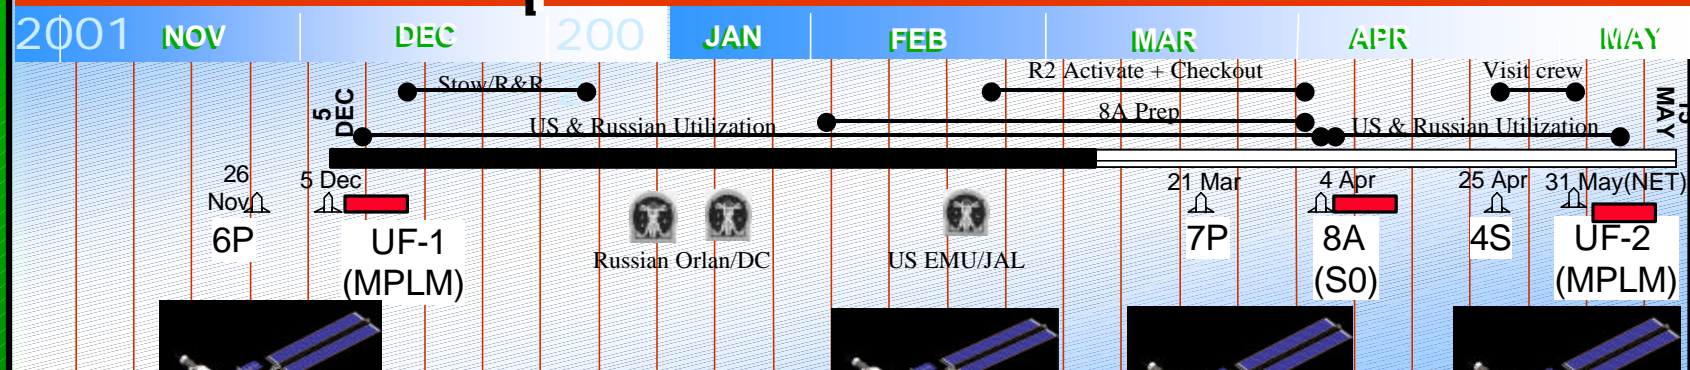 2001 NOV DEC 200 JAN FEB MAR APR MAY
Stow/R&R R2 Activate + Checkout Visit crew
5 DEC US & Russian Utilization 8A Prep US & Russian Utilization MAY
26 Nov 5 Dec 21 Mar 4 Apr 25 Apr 31 May(NET)
6P UF-1 7P 8A 4S UF-2
(MPLM) Russian Orlan/DC US EMU/JAL (S0) (MPLM)